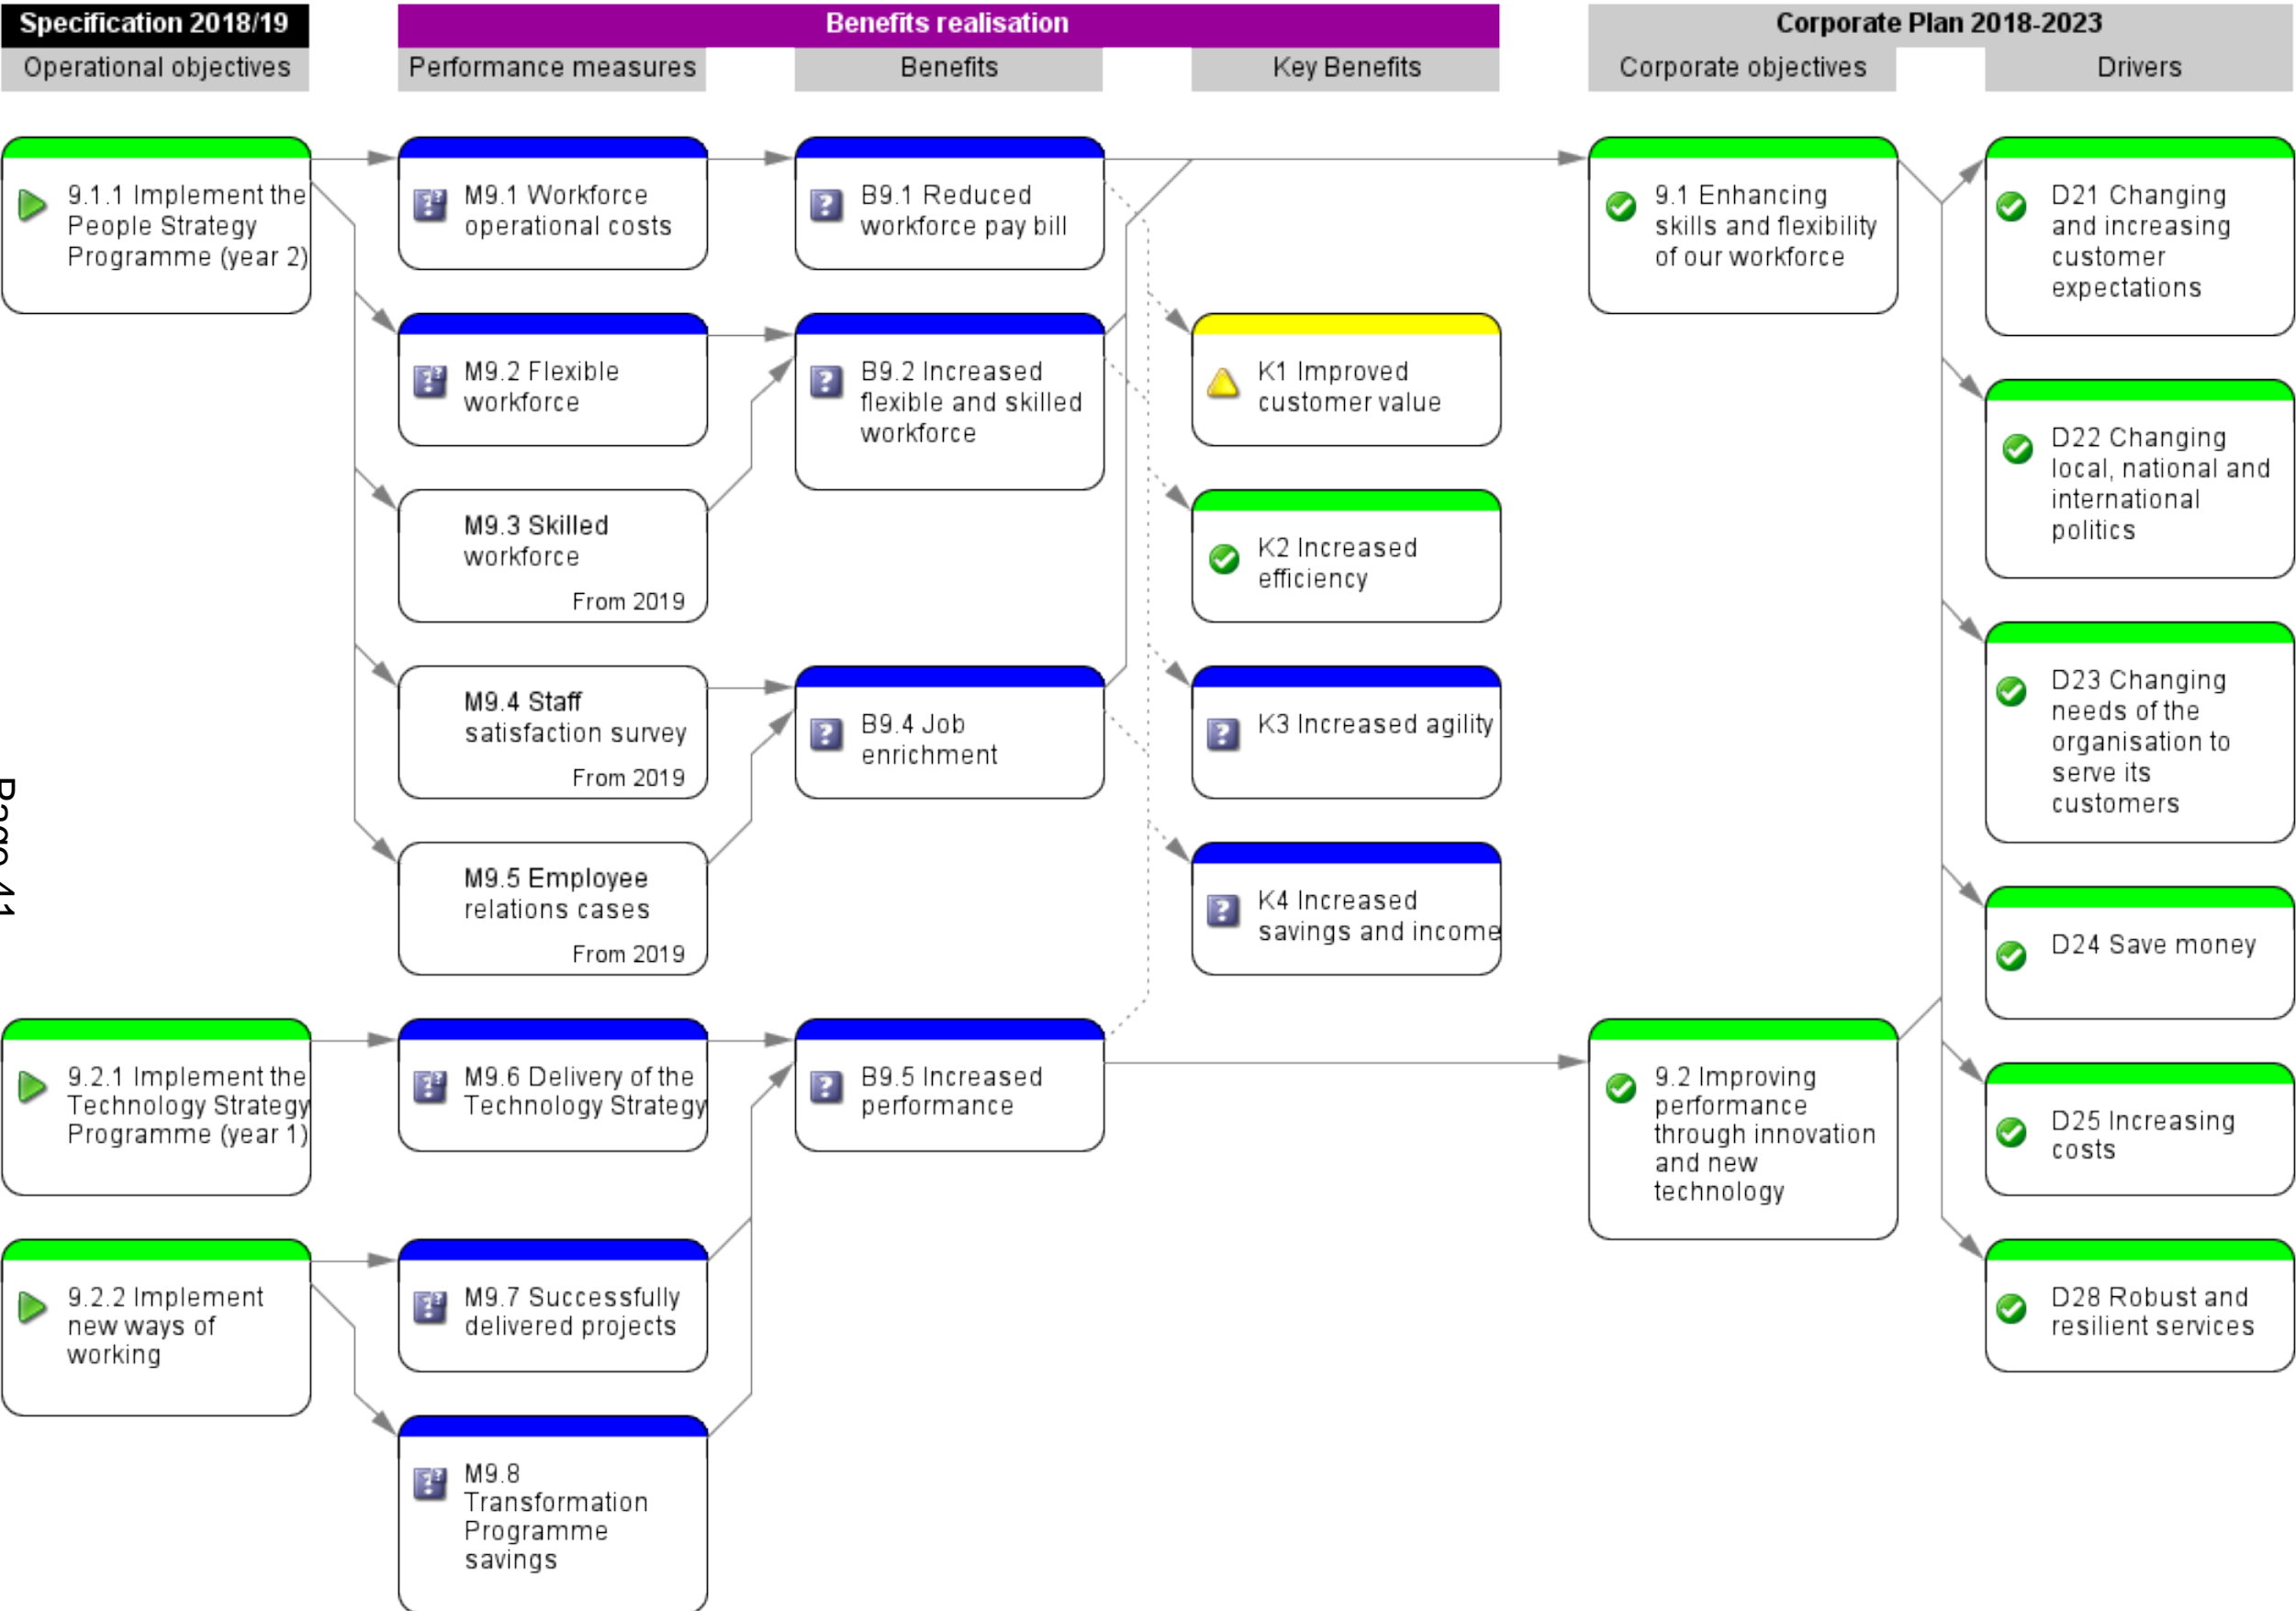 Specification 2018/19
Operational objectives
Benefits realisation
Performance measures
Benefits
Key Benefits
Corporate Plan 2018-2023
Corporate objectives
Drivers
9.1.1 Implement the
People Strategy
Programme (year 2)
9.2.1 Implement the
Technology Strategy
Programme (year 1)
9.2.2 Implement
new ways of
working
M9.1 Workforce
operational costs
M9.2 Flexible
workforce
M9.3 Skilled
workforce
From 2019
M9.4 Staff
satisfaction survey
From 2019
M9.5 Employee
relations cases
From 2019
M9.6 Delivery of the
Technology Strategy
M9.7 Successfully
delivered projects
M9.8
Transformation
Programme
savings
B9.1 Reduced
workforce pay bill
B9.2 Increased
flexible and skilled
workforce
B9.4 Job
enrichment
B9.5 Increased
performance
K1 Improved
customer value
K2 Increased
efficiency
K3 Increased agility
K4 Increased
savings and income
9.1 Enhancing
skills and flexibility
of our workforce
9.2 Improving
performance
through innovation
and new
technology
D21 Changing
and increasing
customer
expectations
D22 Changing
local, national and
international
politics
D23 Changing
needs of the
organisation to
serve its
customers
D24 Save money
D25 Increasing
costs
D28 Robust and
resilient services
Page